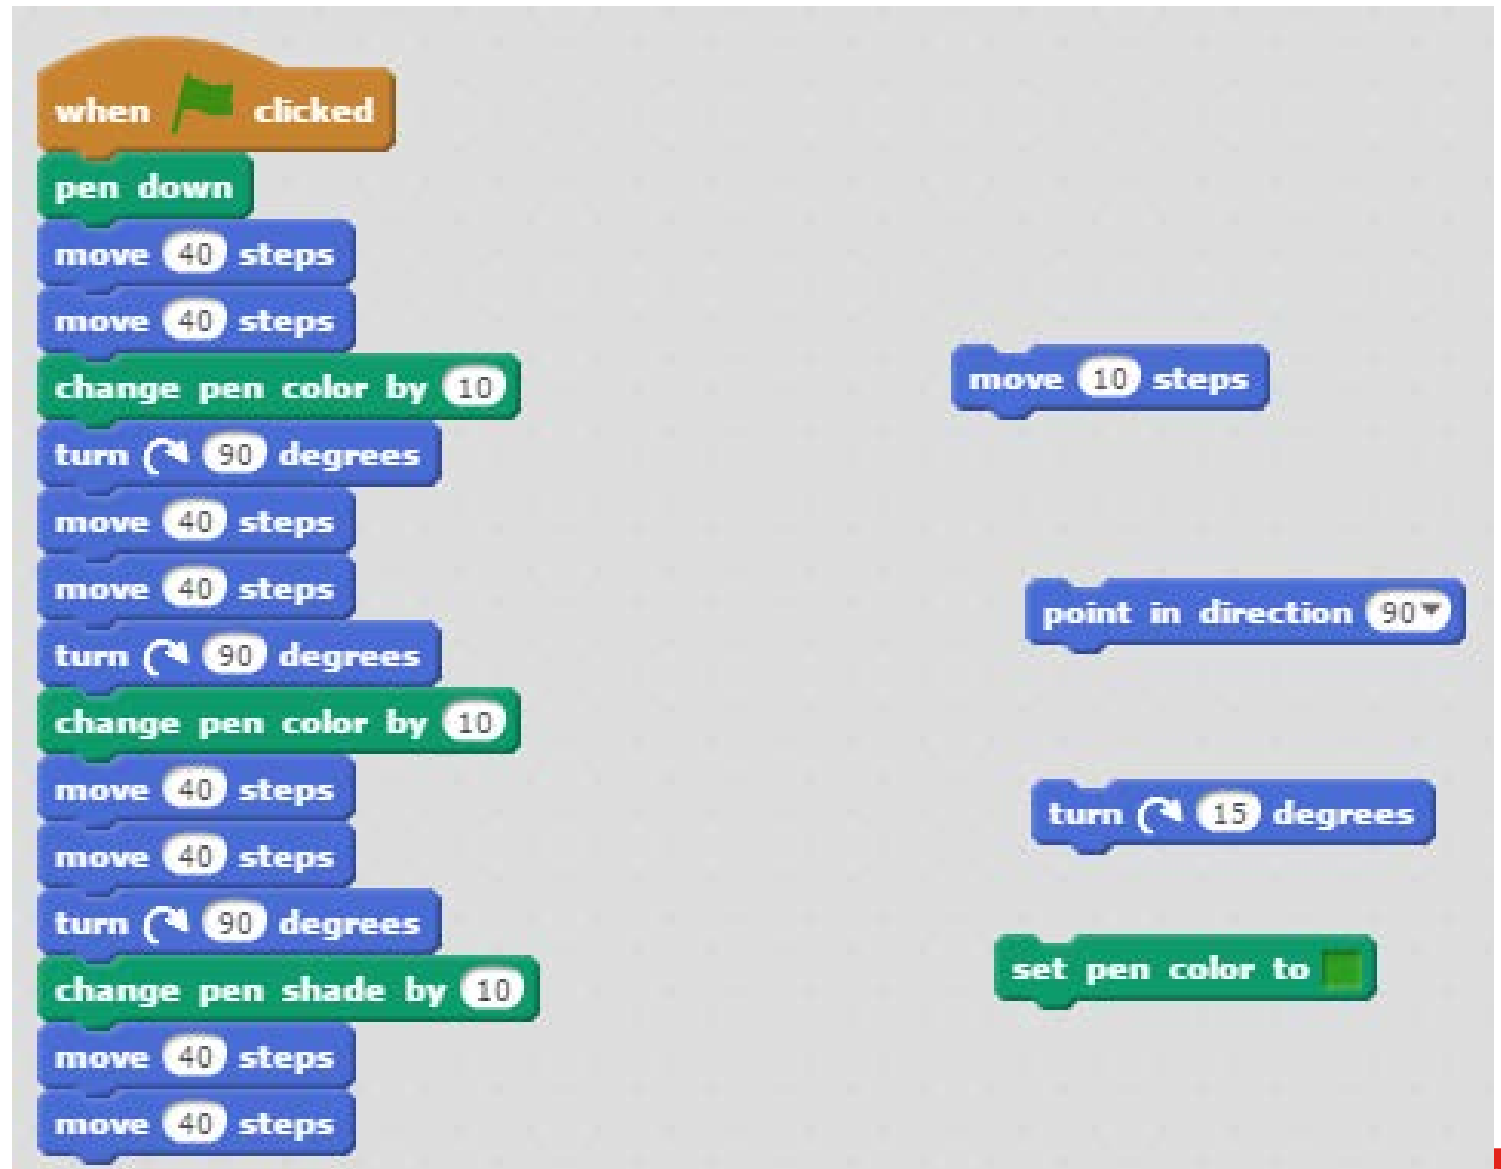 when clicked
pen down
move 40 steps
move 40 steps
change pen color by 10
turn 90 degrees
move 40 steps
move 40 steps
turn 90 degrees
change pen color by 10
move 40 steps
move 40 steps
turn 90 degrees
change pen shade by 10
move 40 steps
move 40 steps
move 10 steps
point in direction 90
turn 15 degrees
set pen color to